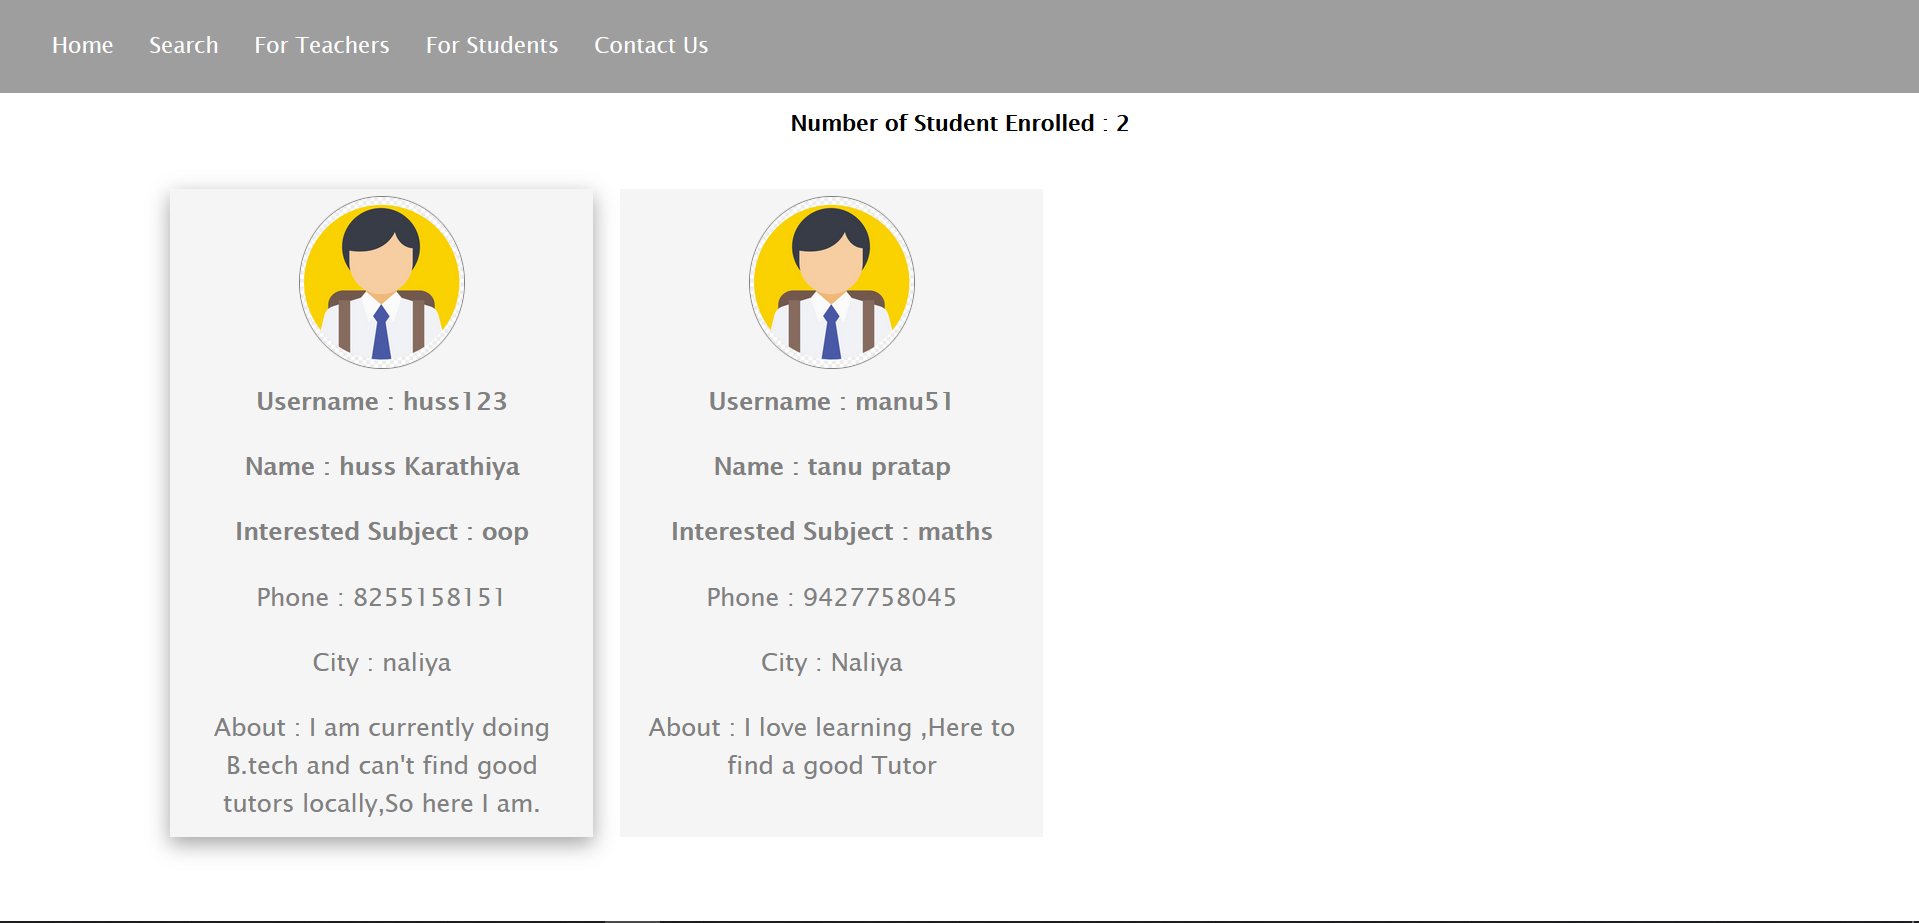 Home Search For Teachers For Students Contact Us
Number of Student Enrolled : 2
Username : huss123
Name : huss Karathiya
Interested Subject : oop
Phone : 8255158151
City : naliya
About : I am currently doing
B.tech and can't find good
tutors locally,So here I am.
Username : manu51
Name : tanu pratap
Interested Subject : maths
Phone : 9427758045
City : Naliya
About : I love learning ,Here to
find a good Tutor